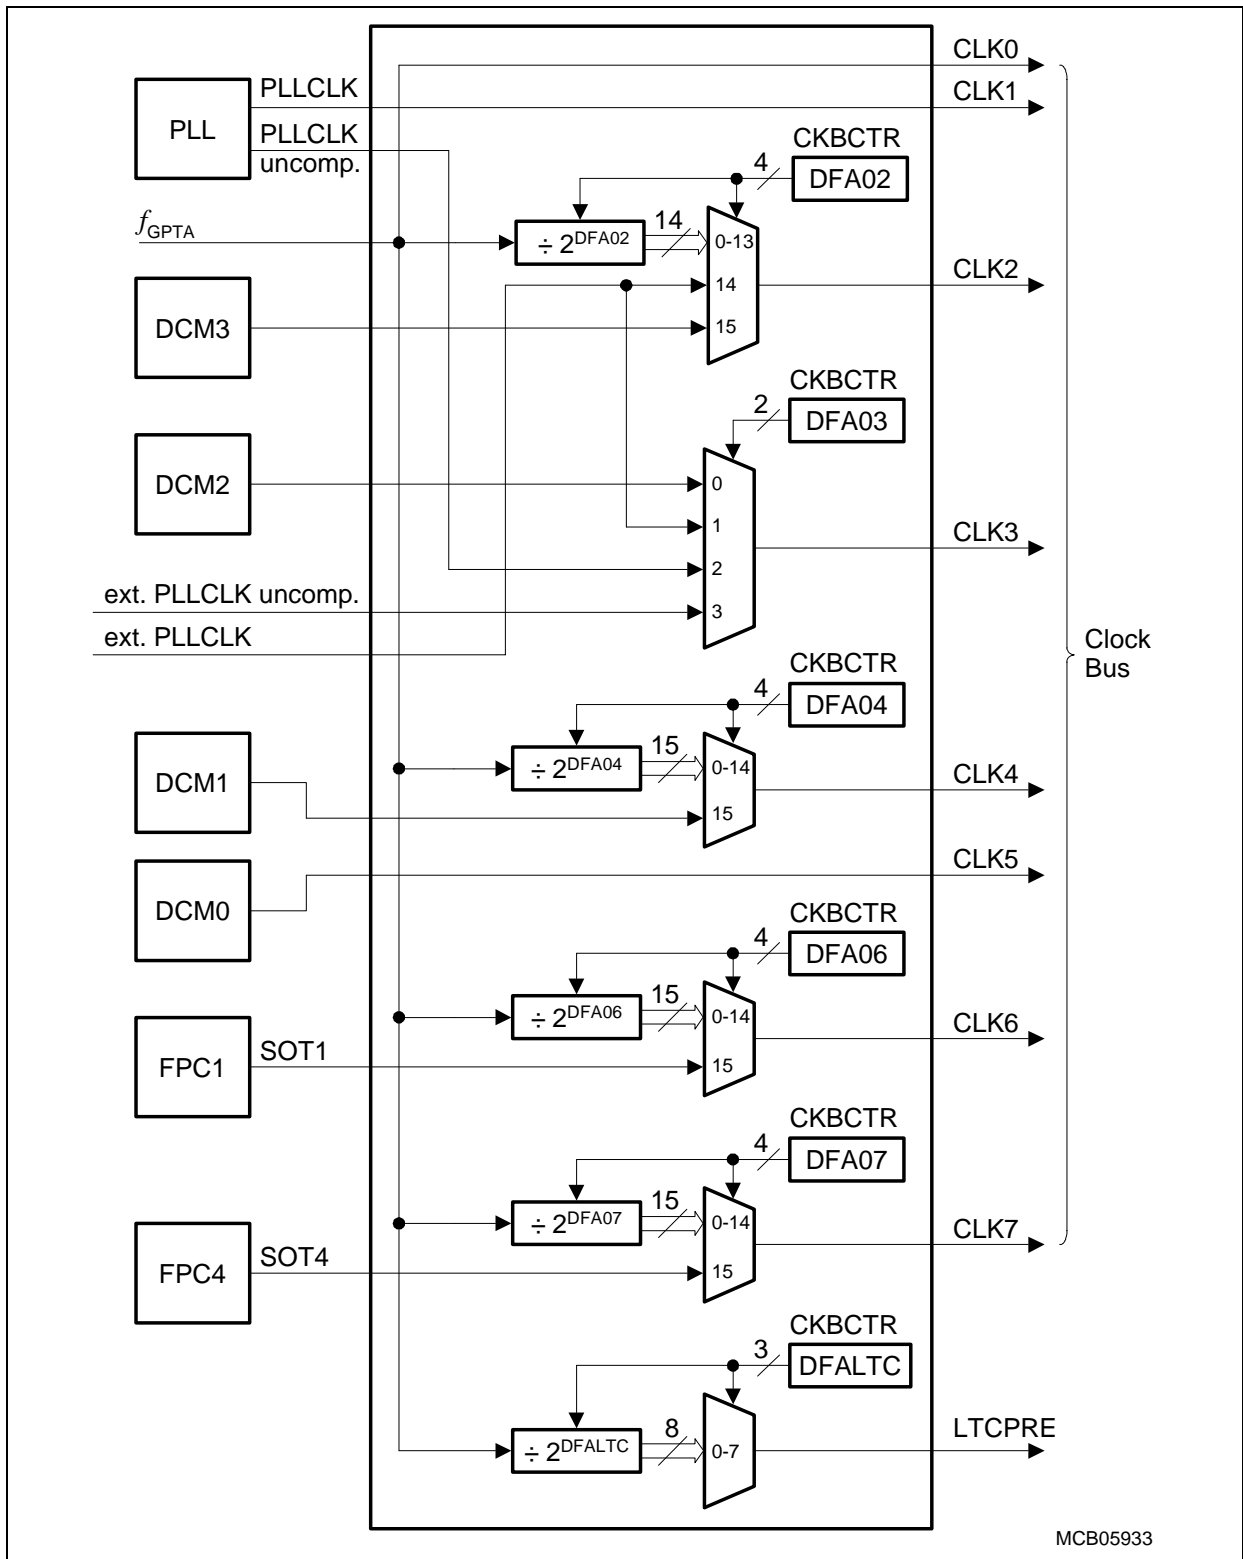 CLK0
PLLCLK
CLK1
PLL
PLLCLK
uncomp.
CKBCTR
4
DFA02
fGPTA
÷ 2DFA02
14
0-13
14
CLK2
DCM3
15
CKBCTR
2
DFA03
DCM2
0
1
CLK3
2
ext. PLLCLK uncomp.
3
ext. PLLCLK
Clock
Bus
CKBCTR
4
DFA04
÷ 2DFA04
15
0-14
DCM1
CLK4
15
CLK5
DCM0
CKBCTR
4
DFA06
÷ 2DFA06
15
0-14
CLK6
FPC1
SOT1
15
CKBCTR
4
DFA07
÷ 2DFA07
15
0-14
CLK7
FPC4
SOT4
15
CKBCTR
3
DFALTC
÷ 2DFALTC
8
0-7
LTCPRE
MCB05933